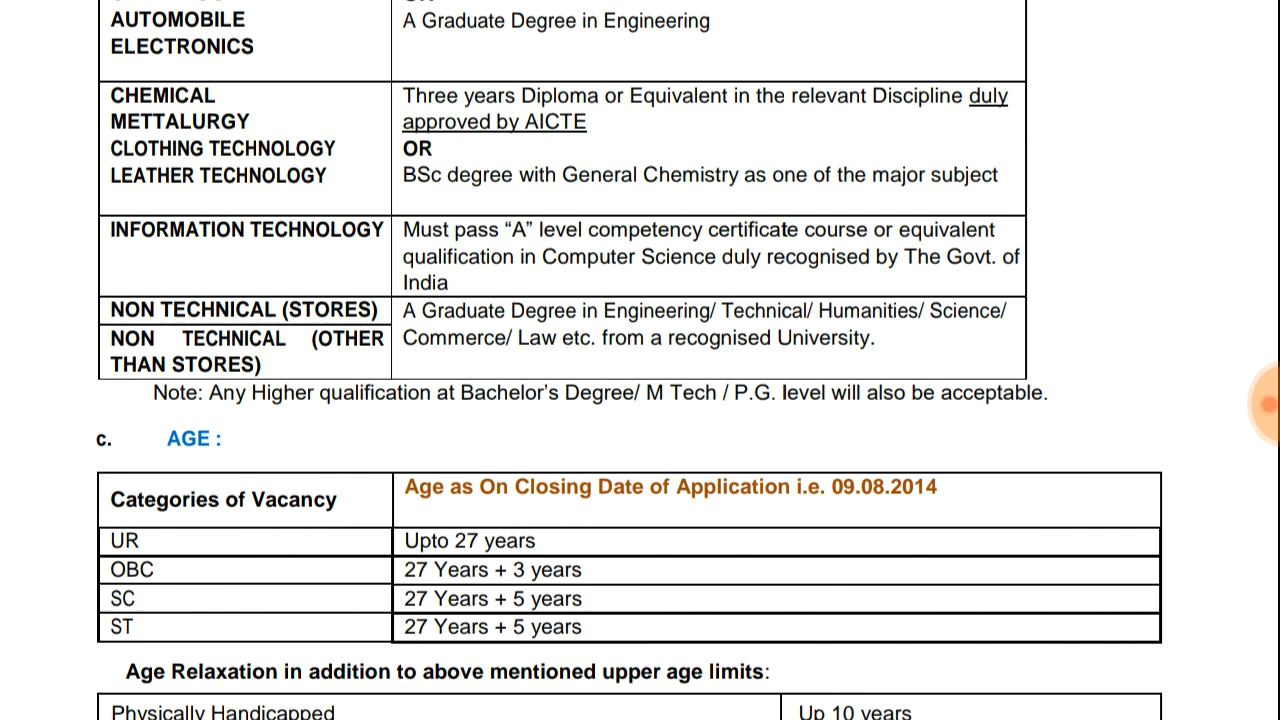 AUTOMOBILE
ELECTRONICS
A Graduate Degree in Engineering
CHEMICAL
METTALURGY
CLOTHING TECHNOLOGY
LEATHER TECHNOLOGY
Three years Diploma or Equivalent in the relevant Discipline duly
approved by AICTE
OR
BSc degree with General Chemistry as one of the major subject
INFORMATION TECHNOLOGY
Must pass “A” level competency certificate course or equivalent
qualification in Computer Science duly recognised by The Govt. of
India
NON TECHNICAL (STORES)
NON TECHNICAL (OTHER
THAN STORES)
A Graduate Degree in Engineering/ Technical/ Humanities/ Science/
Commerce/ Law etc. from a recognised University.
Note: Any Higher qualification at Bachelor’s Degree/ M Tech / P.G. level will also be acceptable.
c. AGE :
Categories of Vacancy
Age as On Closing Date of Application i.e. 09.08.2014
UR
Upto 27 years
OBC
27 Years + 3 years
SC
27 Years + 5 years
ST
27 Years + 5 years
Age Relaxation in addition to above mentioned upper age limits:
Physically Handicapped
Up 10 years